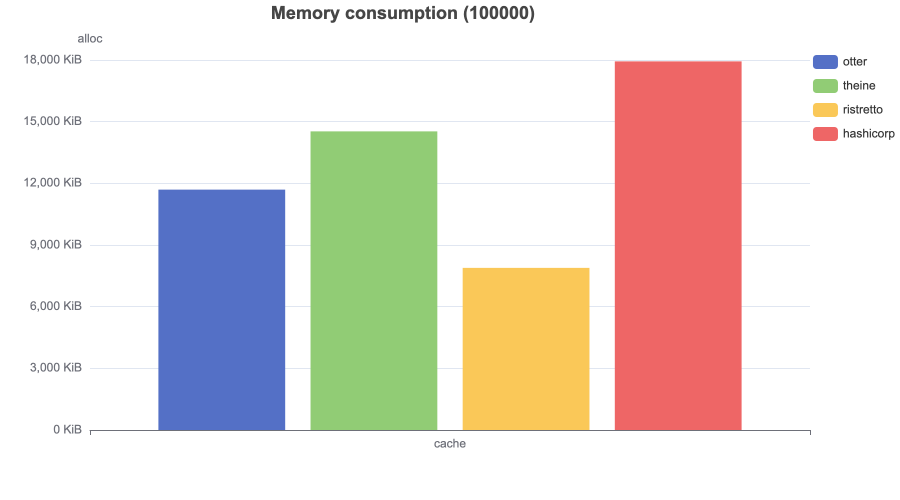 Memory consumption (100000)
alloc
18,000 KiB
15,000 KiB
12,000 KiB
9,000 KiB
6,000 KiB
3,000 KiB
0 KiB
cache
otter
theine
ristretto
hashicorp